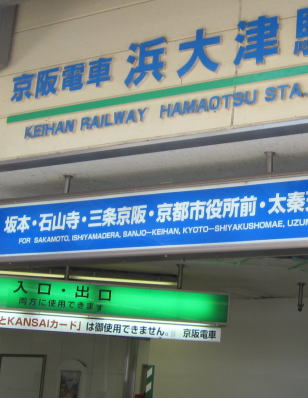 京阪電車 浜大津駅
KEIHAN RAILWAY HAMAOTSU STA.
坂本・石山寺・三条京阪・京都市役所前・太秦
FOR SAKAMOTO, ISHIYAMADERA, SANJO-KEIHAN, KYOTO-SHIYAKUSHOMAE, UZU
入口・出口
両方に使用できます
とKANSAIカード」は御使用できません。 京阪電車